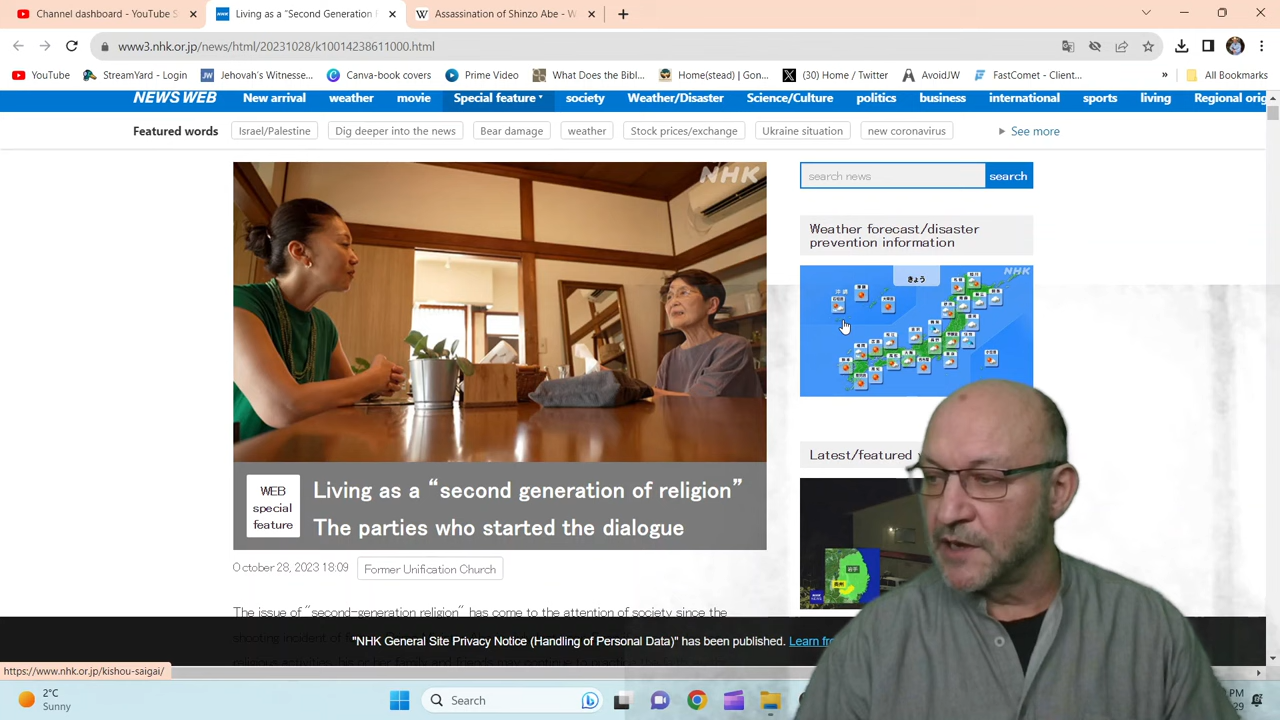 Channel dashboard - YouTube S
Living as a “Second Generation
Assassination of Shinzo Abe - W
www3.nhk.or.jp/news/html/20231028/k10014238611000.html
YouTube
StreamYard - Login
Jehovah's Witnesse...
Canva-book covers
Prime Video
What Does the Bibl...
Home(stead) | Gon...
(30) Home / Twitter
AvoidJW
FastComet - Client...
»
All Bookmarks
NEWS WEB
New arrival
weather
movie
Special feature
society
Weather/Disaster
Science/Culture
politics
business
international
sports
living
Regional orig
Featured words
Israel/Palestine
Dig deeper into the news
Bear damage
weather
Stock prices/exchange
Ukraine situation
new coronavirus
See more
NHK
search news
search
Weather forecast/disaster
prevention information
きょう
NHK
Latest/featured
WEB
special
feature
Living as a “second generation of religion”
The parties who started the dialogue
October 28, 2023 18:09
Former Unification Church
The issue of "second-generation religion" has come to the attention of society since the
"NHK General Site Privacy Notice (Handling of Personal Data)" has been published. Learn
https://www.nhk.or.jp/kishou-saigai/
2°C
Sunny
Search
PM